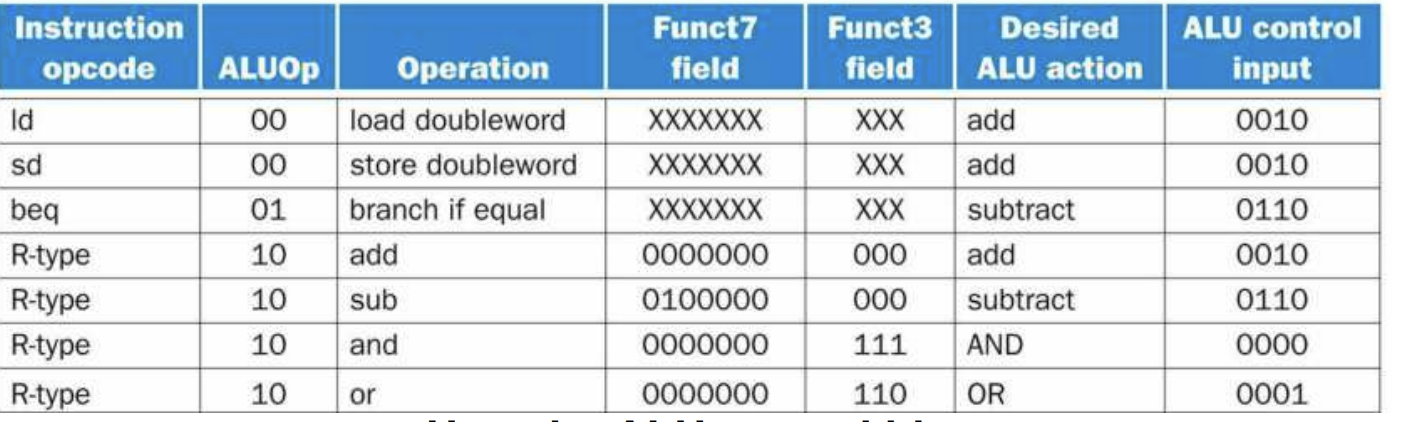 Instruction opcode ALUOp Operation Funct7 field Funct3 field Desired ALU action ALU control input
ld 00 load doubleword XXXXXXX XXX add 0010
sd 00 store doubleword XXXXXXX XXX add 0010
beq 01 branch if equal XXXXXXX XXX subtract 0110
R-type 10 add 0000000 000 add 0010
R-type 10 sub 0100000 000 subtract 0110
R-type 10 and 0000000 111 AND 0000
R-type 10 or 0000000 110 OR 0001